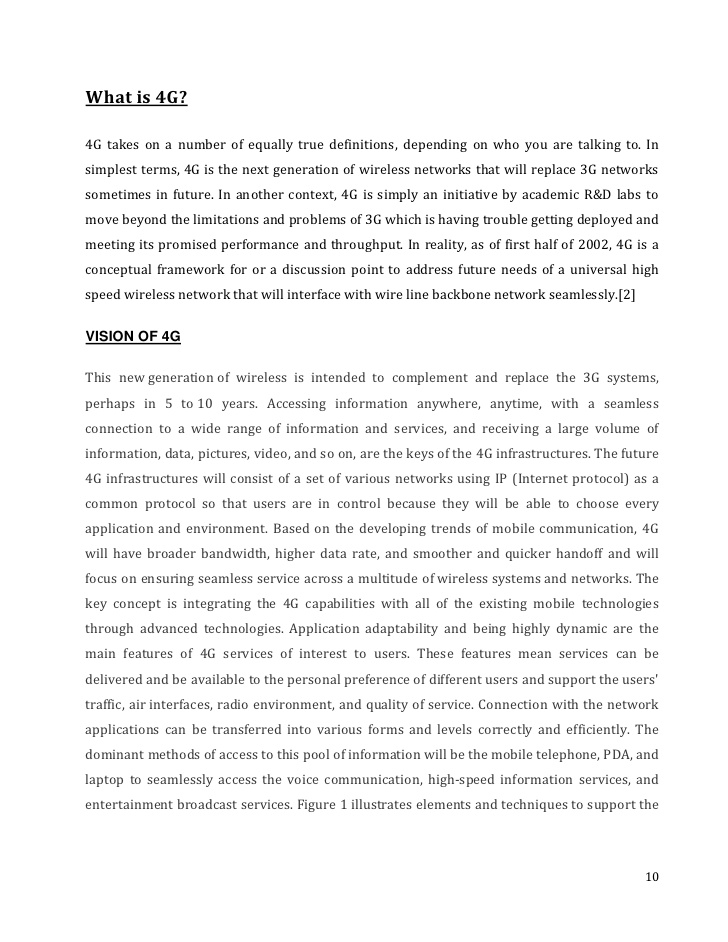 What is 4G?
4G takes on a number of equally true definitions, depending on who you are talking to. In
simplest terms, 4G is the next generation of wireless networks that will replace 3G networks
sometimes in future. In another context, 4G is simply an initiative by academic R&D labs to
move beyond the limitations and problems of 3G which is having trouble getting deployed and
meeting its promised performance and throughput. In reality, as of first half of 2002, 4G is a
conceptual framework for or a discussion point to address future needs of a universal high
speed wireless network that will interface with wire line backbone network seamlessly.[2]
VISION OF 4G
This new generation of wireless is intended to complement and replace the 3G systems,
perhaps in 5 to 10 years. Accessing information anywhere, anytime, with a seamless
connection to a wide range of information and services, and receiving a large volume of
information, data, pictures, video, and so on, are the keys of the 4G infrastructures. The future
4G infrastructures will consist of a set of various networks using IP (Internet protocol) as a
common protocol so that users are in control because they will be able to choose every
application and environment. Based on the developing trends of mobile communication, 4G
will have broader bandwidth, higher data rate, and smoother and quicker handoff and will
focus on ensuring seamless service across a multitude of wireless systems and networks. The
key concept is integrating the 4G capabilities with all of the existing mobile technologies
through advanced technologies. Application adaptability and being highly dynamic are the
main features of 4G services of interest to users. These features mean services can be
delivered and be available to the personal preference of different users and support the users'
traffic, air interfaces, radio environment, and quality of service. Connection with the network
applications can be transferred into various forms and levels correctly and efficiently. The
dominant methods of access to this pool of information will be the mobile telephone, PDA, and
laptop to seamlessly access the voice communication, high-speed information services, and
entertainment broadcast services. Figure 1 illustrates elements and techniques to support the
10